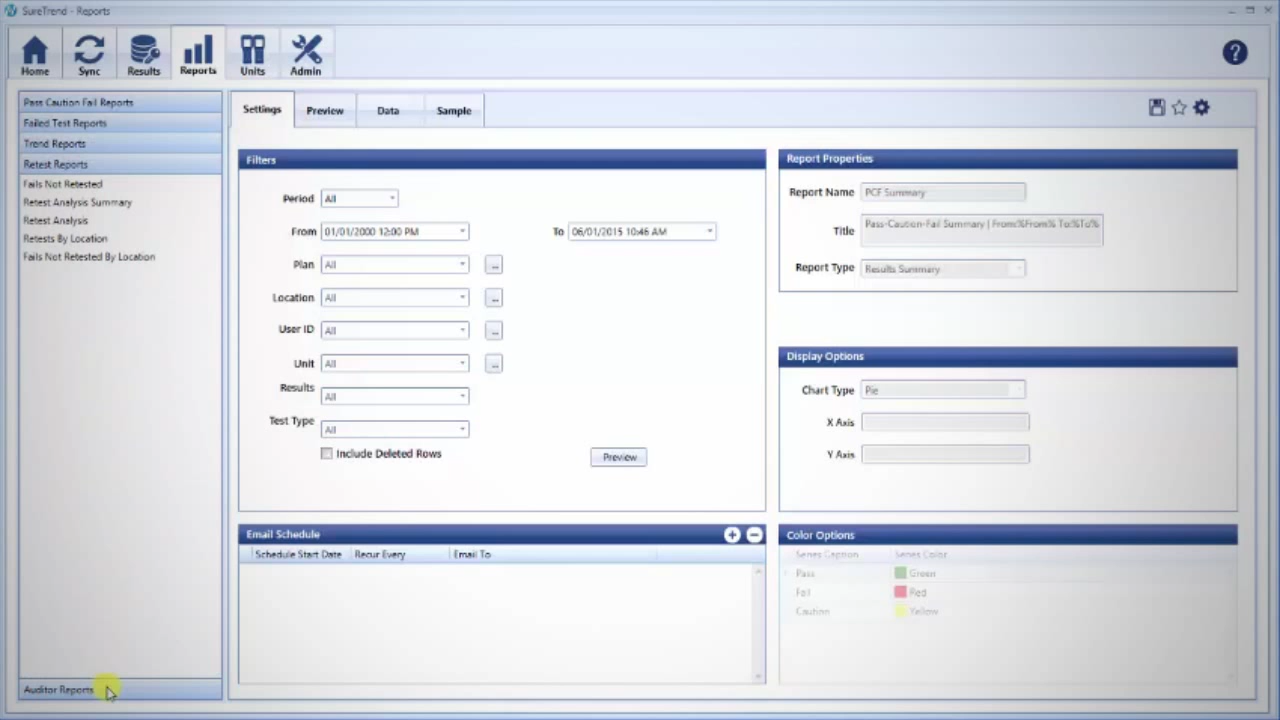 SureTrend - Reports
Home Sync Results Reports Units Admin
Pass Caution Fail Reports
Failed Test Reports
Trend Reports
Retest Reports
Fails Not Retested
Retest Analysis Summary
Retest Analysis
Retests By Location
Fails Not Retested By Location
Auditor Reports
Settings Preview Data Sample
Filters
Period All
From 01/01/2000 12:00 PM To 06/01/2015 10:46 AM
Plan All ...
Location All ...
User ID All ...
Unit All ...
Results All
Test Type All
Include Deleted Rows
Preview
Report Properties
Report Name PCF Summary
Title Pass-Caution-Fail Summary | From:%From% To:%To%
Report Type Results Summary
Display Options
Chart Type Pie
X Axis
Y Axis
Email Schedule
Schedule Start Date Recur Every Email To
Color Options
Series Caption Series Color
Pass Green
Fail Red
Caution Yellow